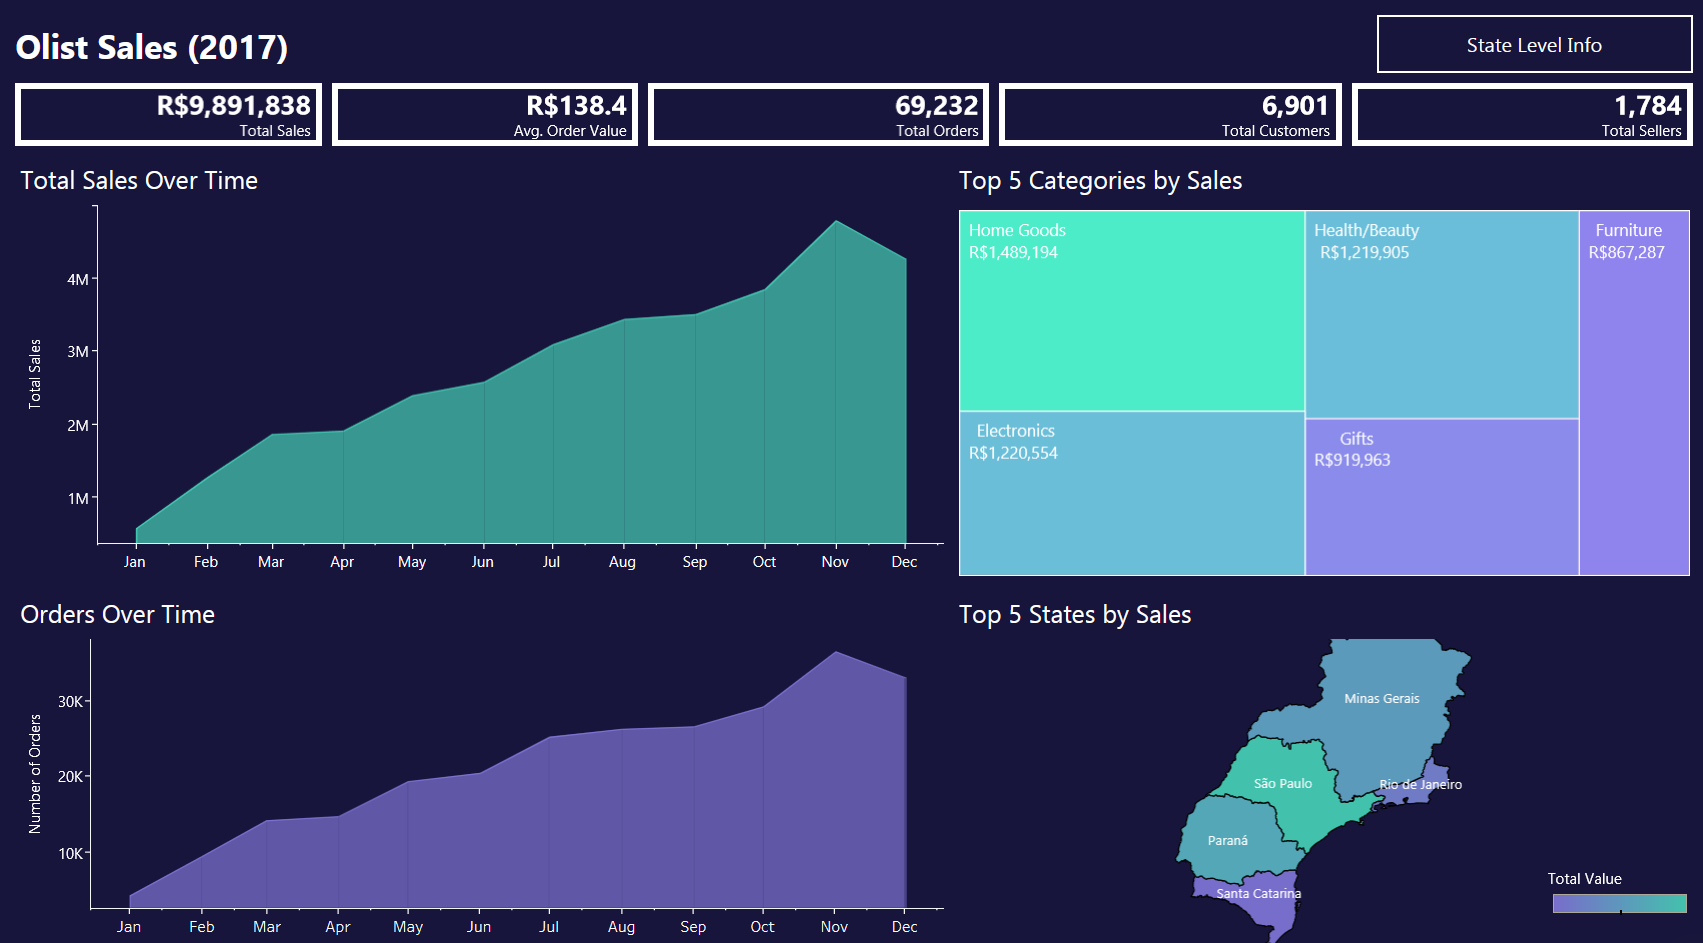 Olist Sales (2017)
State Level Info
R$9,891,838
Total Sales
R$138.4
Avg. Order Value
69,232
Total Orders
6,901
Total Customers
1,784
Total Sellers
Total Sales Over Time
Total Sales
4M
3M
2M
1M
Jan Feb Mar Apr May Jun Jul Aug Sep Oct Nov Dec
Top 5 Categories by Sales
Home Goods
R$1,489,194
Health/Beauty
R$1,219,905
Furniture
R$867,287
Electronics
R$1,220,554
Gifts
R$919,963
Orders Over Time
Number of Orders
30K
20K
10K
Jan Feb Mar Apr May Jun Jul Aug Sep Oct Nov Dec
Top 5 States by Sales
Minas Gerais
São Paulo
Rio de Janeiro
Paraná
Santa Catarina
Total Value